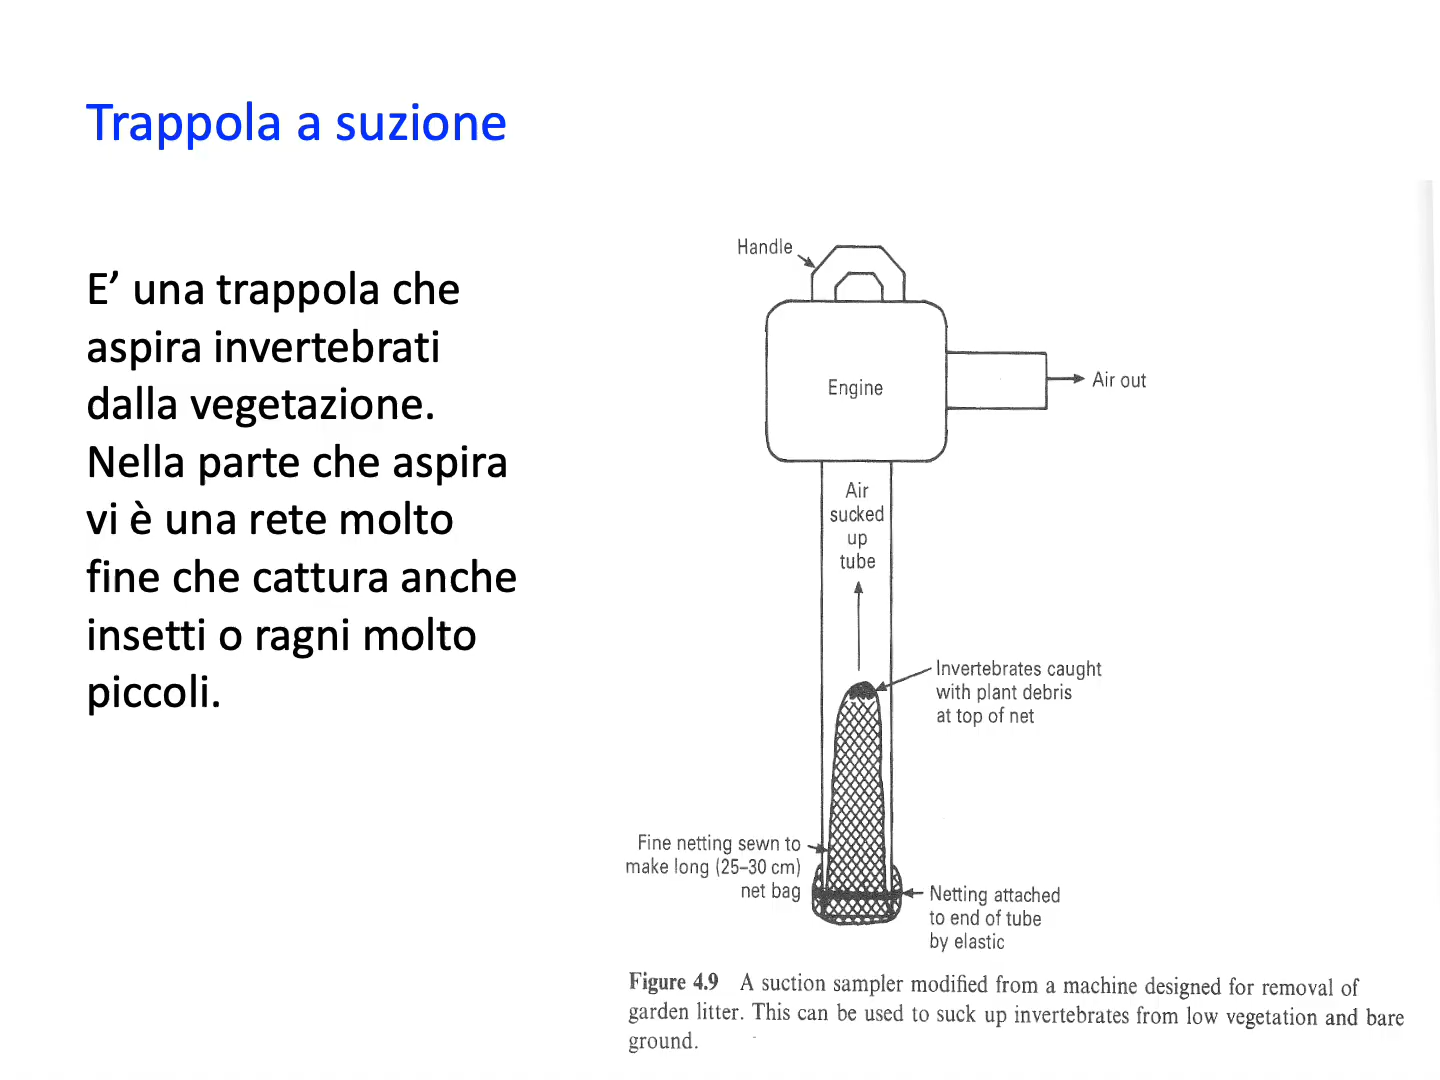 Trappola a suzione
E’ una trappola che
aspira invertebrati
dalla vegetazione.
Nella parte che aspira
vi è una rete molto
fine che cattura anche
insetti o ragni molto
piccoli.
Handle
Engine
Air out
Air
sucked
up
tube
Invertebrates caught
with plant debris
at top of net
Fine netting sewn to
make long (25–30 cm)
net bag
Netting attached
to end of tube
by elastic
Figure 4.9 A suction sampler modified from a machine designed for removal of
garden litter. This can be used to suck up invertebrates from low vegetation and bare
ground.